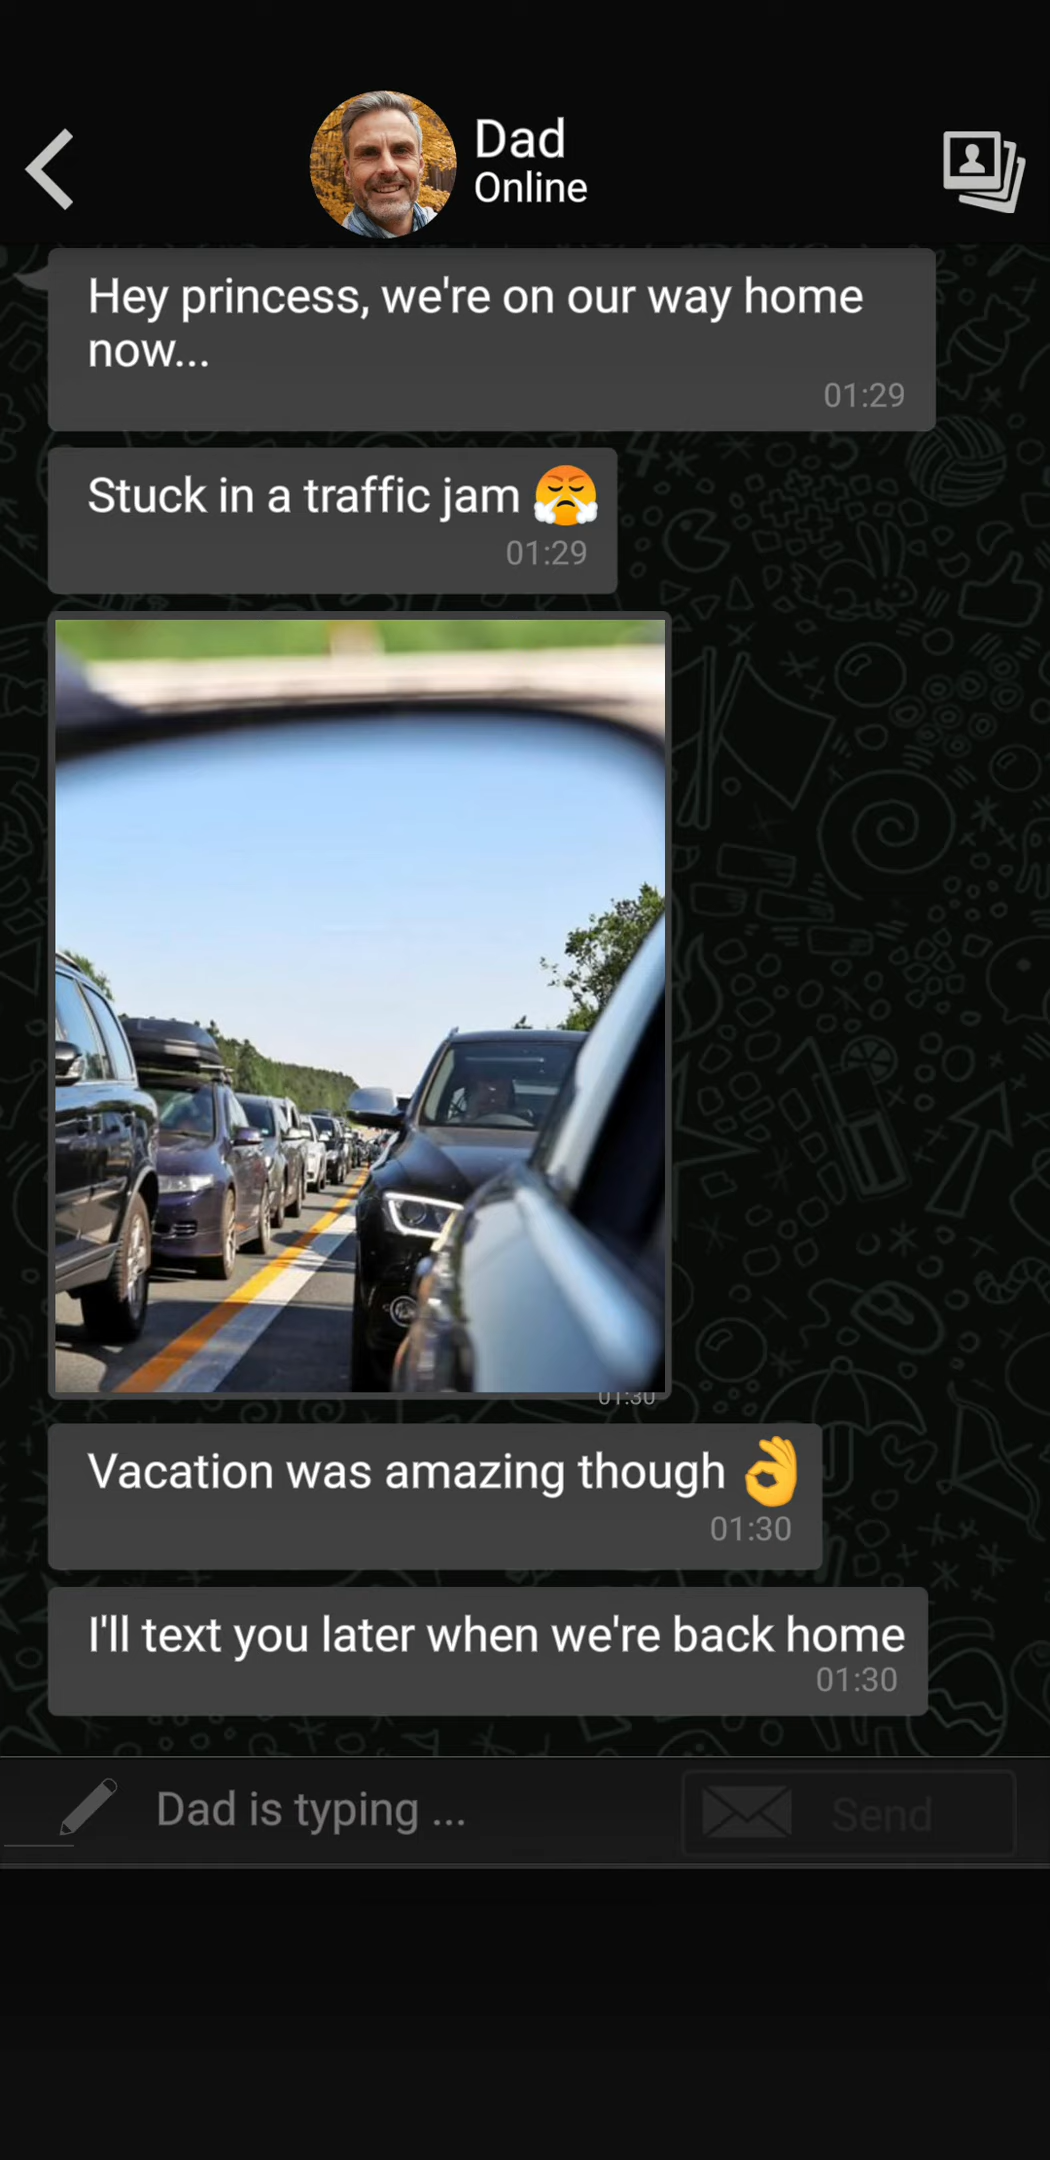 Dad
Online
Hey princess, we're on our way home
now...
01:29
Stuck in a traffic jam 😤
01:29
01:30
Vacation was amazing though 👌
01:30
I'll text you later when we're back home
01:30
Dad is typing ...
Send